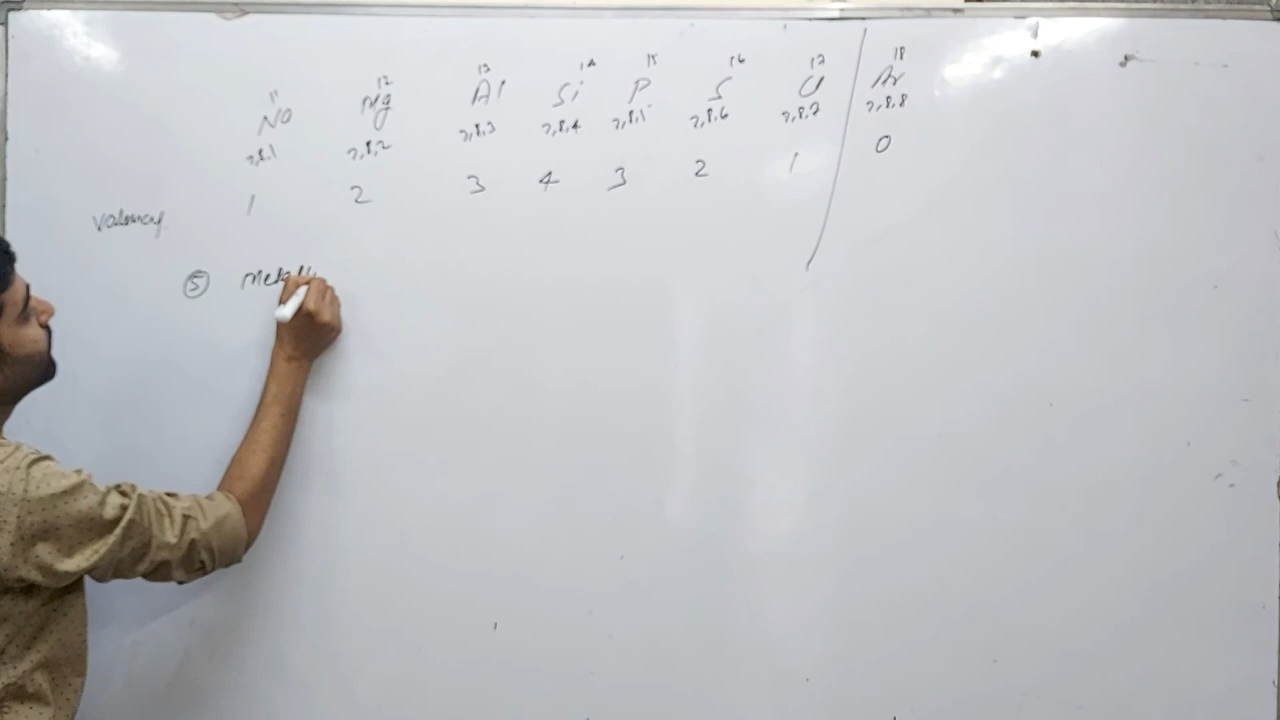 11 12 13 14 15 16 17 18
Na Mg Al Si P S Cl Ar
2,8,1 2,8,2 2,8,3 2,8,4 2,8,5 2,8,6 2,8,7 2,8,8
Valency 1 2 3 4 3 2 1 0
5 Metall